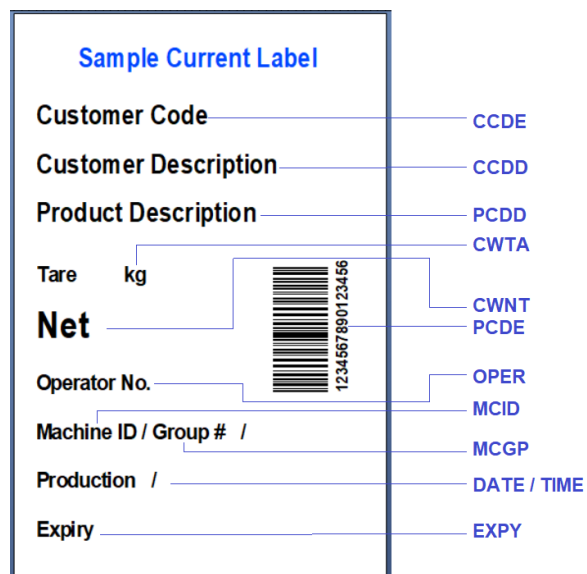 Sample Current Label
Customer Code CCDE
Customer Description CCDD
Product Description PCDD
CWTA
Tare kg
CWNT
Net
1234567890123456
PCDE
Operator No. OPER
MCID
Machine ID / Group # /
MCGP
Production / DATE / TIME
Expiry EXPY